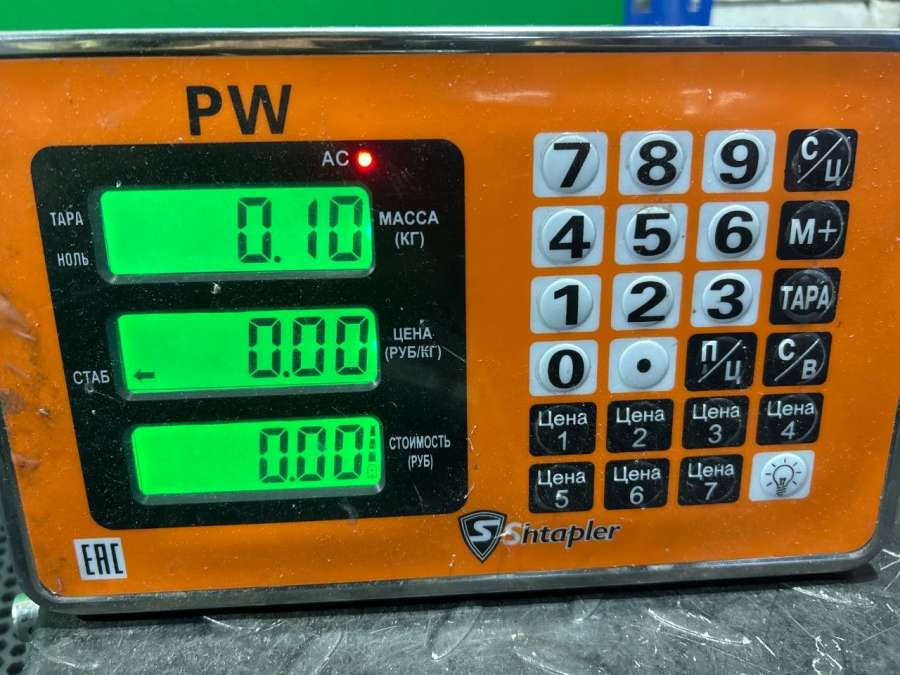 PW
AC
ТАРА
НОЛЬ
0.10
МАССА
(КГ)
СТАБ
0.00
ЦЕНА
(РУБ/КГ)
0.00
СТОИМОСТЬ
(РУБ)
7 8 9 С/Ц
4 5 6 М+
1 2 3 ТАРА
0 . П/Ц С/В
Цена 1 Цена 2 Цена 3 Цена 4
Цена 5 Цена 6 Цена 7
S Shtapler
EAC